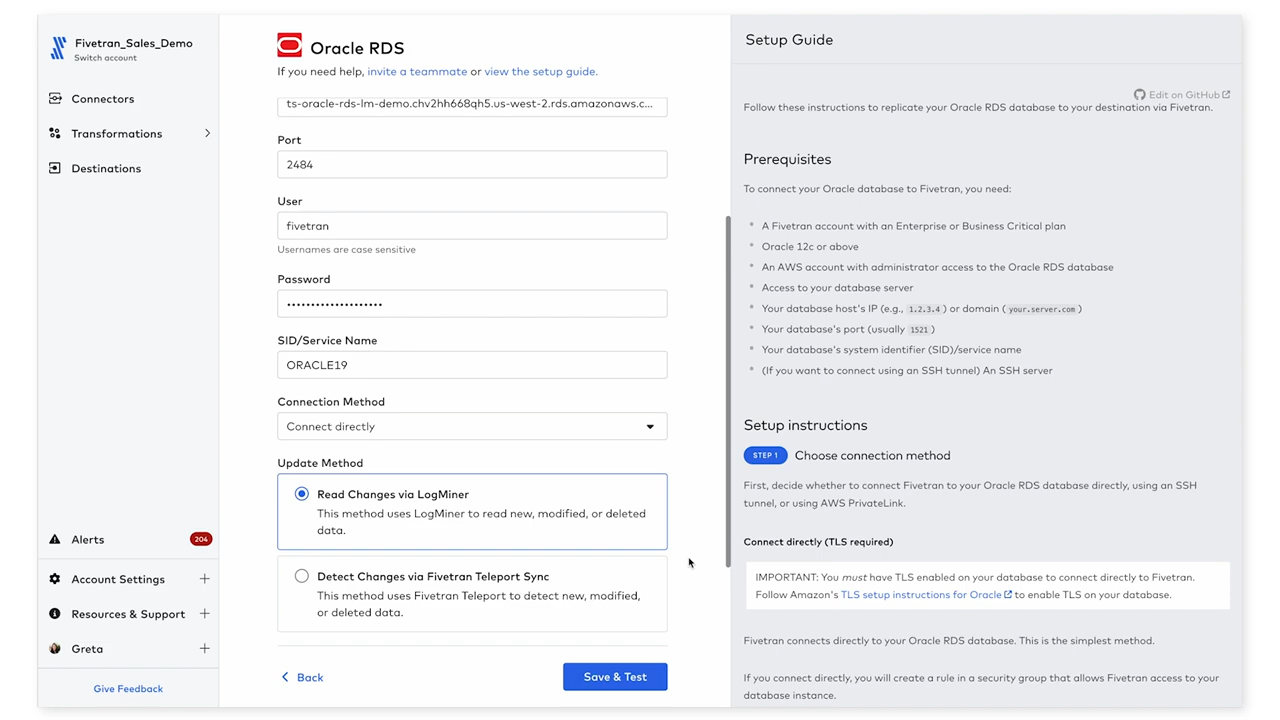 Fivetran_Sales_Demo
Switch account
Connectors
Transformations
Destinations
Alerts
204
Account Settings
Resources & Support
Greta
Give Feedback
Oracle RDS
If you need help, invite a teammate or view the setup guide.
ts-oracle-rds-lm-demo.chv2hh668qh5.us-west-2.rds.amazonaws.c...
Port
2484
User
fivetran
Usernames are case sensitive
Password
••••••••••••••••••••
SID/Service Name
ORACLE19
Connection Method
Connect directly
Update Method
Read Changes via LogMiner
This method uses LogMiner to read new, modified, or deleted
data.
Detect Changes via Fivetran Teleport Sync
This method uses Fivetran Teleport to detect new, modified,
or deleted data.
Back
Save & Test
Setup Guide
Edit on GitHub
Follow these instructions to replicate your Oracle RDS database to your destination via Fivetran.
Prerequisites
To connect your Oracle database to Fivetran, you need:
• A Fivetran account with an Enterprise or Business Critical plan
• Oracle 12c or above
• An AWS account with administrator access to the Oracle RDS database
• Access to your database server
• Your database host's IP (e.g., 1.2.3.4 ) or domain ( your.server.com )
• Your database's port (usually 1521 )
• Your database's system identifier (SID)/service name
• (If you want to connect using an SSH tunnel) An SSH server
Setup instructions
STEP 1 Choose connection method
First, decide whether to connect Fivetran to your Oracle RDS database directly, using an SSH
tunnel, or using AWS PrivateLink.
Connect directly (TLS required)
IMPORTANT: You must have TLS enabled on your database to connect directly to Fivetran.
Follow Amazon's TLS setup instructions for Oracle to enable TLS on your database.
Fivetran connects directly to your Oracle RDS database. This is the simplest method.
If you connect directly, you will create a rule in a security group that allows Fivetran access to your
database instance.